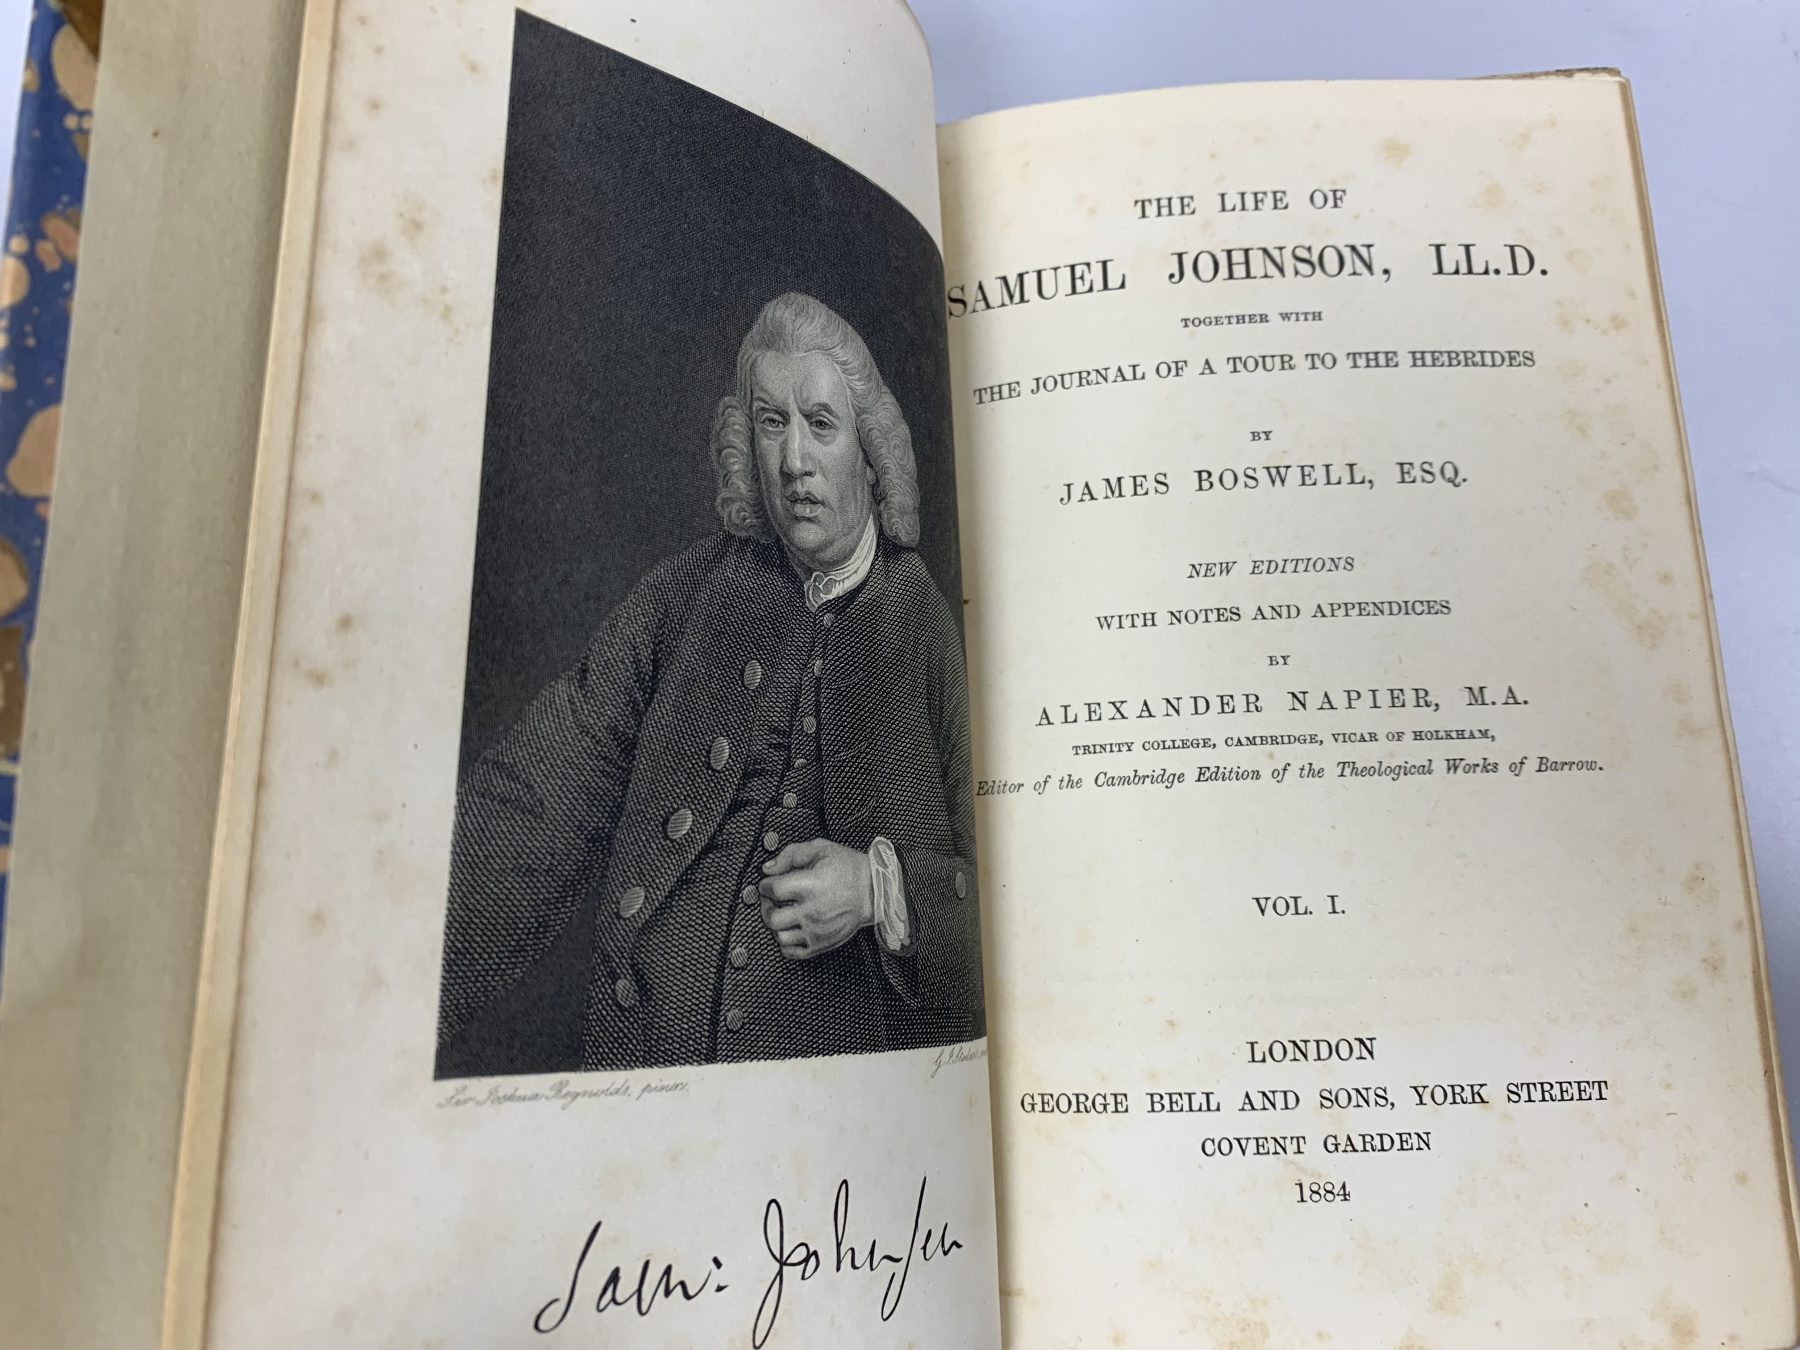 Sir Joshua Reynolds, pinx.
Sam: Johnson
THE LIFE OF
SAMUEL JOHNSON, LL.D.
TOGETHER WITH
THE JOURNAL OF A TOUR TO THE HEBRIDES
BY
JAMES BOSWELL, ESQ.
NEW EDITIONS
WITH NOTES AND APPENDICES
BY
ALEXANDER NAPIER, M.A.
TRINITY COLLEGE, CAMBRIDGE, VICAR OF HOLKHAM,
Editor of the Cambridge Edition of the Theological Works of Barrow.
VOL. I.
LONDON
GEORGE BELL AND SONS, YORK STREET
COVENT GARDEN
1884